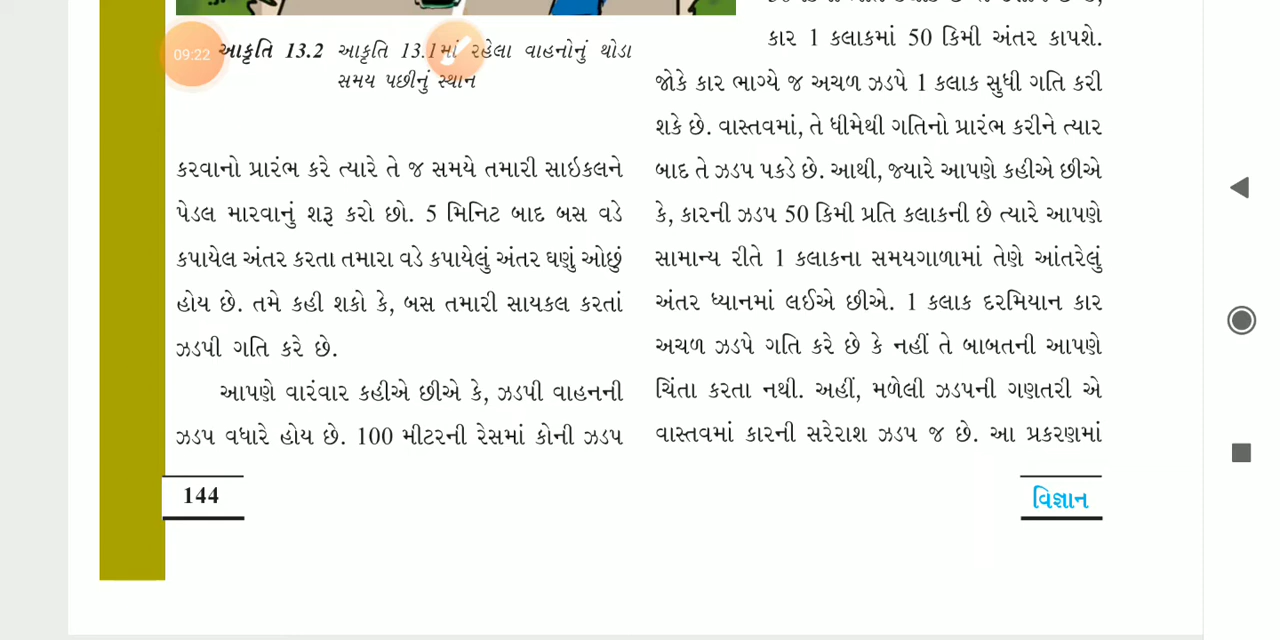 09:22
આકૃતિ 13.2 આકૃતિ 13.1માં રહેલા વાહનોનું થોડા
સમય પછીનું સ્થાન
કરવાનો પ્રારંભ કરે ત્યારે તે જ સમયે તમારી સાઇકલને
પેડલ મારવાનું શરૂ કરો છો. 5 મિનિટ બાદ બસ વડે
કપાયેલ અંતર કરતા તમારા વડે કપાયેલું અંતર ઘણું ઓછું
હોય છે. તમે કહી શકો કે, બસ તમારી સાયકલ કરતાં
ઝડપી ગતિ કરે છે.
આપણે વારંવાર કહીએ છીએ કે, ઝડપી વાહનની
ઝડપ વધારે હોય છે. 100 મીટરની રેસમાં કોની ઝડપ
કાર 1 કલાકમાં 50 કિમી અંતર કાપશે.
જોકે કાર ભાગ્યે જ અચળ ઝડપે 1 કલાક સુધી ગતિ કરી
શકે છે. વાસ્તવમાં, તે ધીમેથી ગતિનો પ્રારંભ કરીને ત્યાર
બાદ તે ઝડપ પકડે છે. આથી, જ્યારે આપણે કહીએ છીએ
કે, કારની ઝડપ 50 કિમી પ્રતિ કલાકની છે ત્યારે આપણે
સામાન્ય રીતે 1 કલાકના સમયગાળામાં તેણે આંતરેલું
અંતર ધ્યાનમાં લઈએ છીએ. 1 કલાક દરમિયાન કાર
અચળ ઝડપે ગતિ કરે છે કે નહીં તે બાબતની આપણે
ચિંતા કરતા નથી. અહીં, મળેલી ઝડપની ગણતરી એ
વાસ્તવમાં કારની સરેરાશ ઝડપ જ છે. આ પ્રકરણમાં
144
વિજ્ઞાન